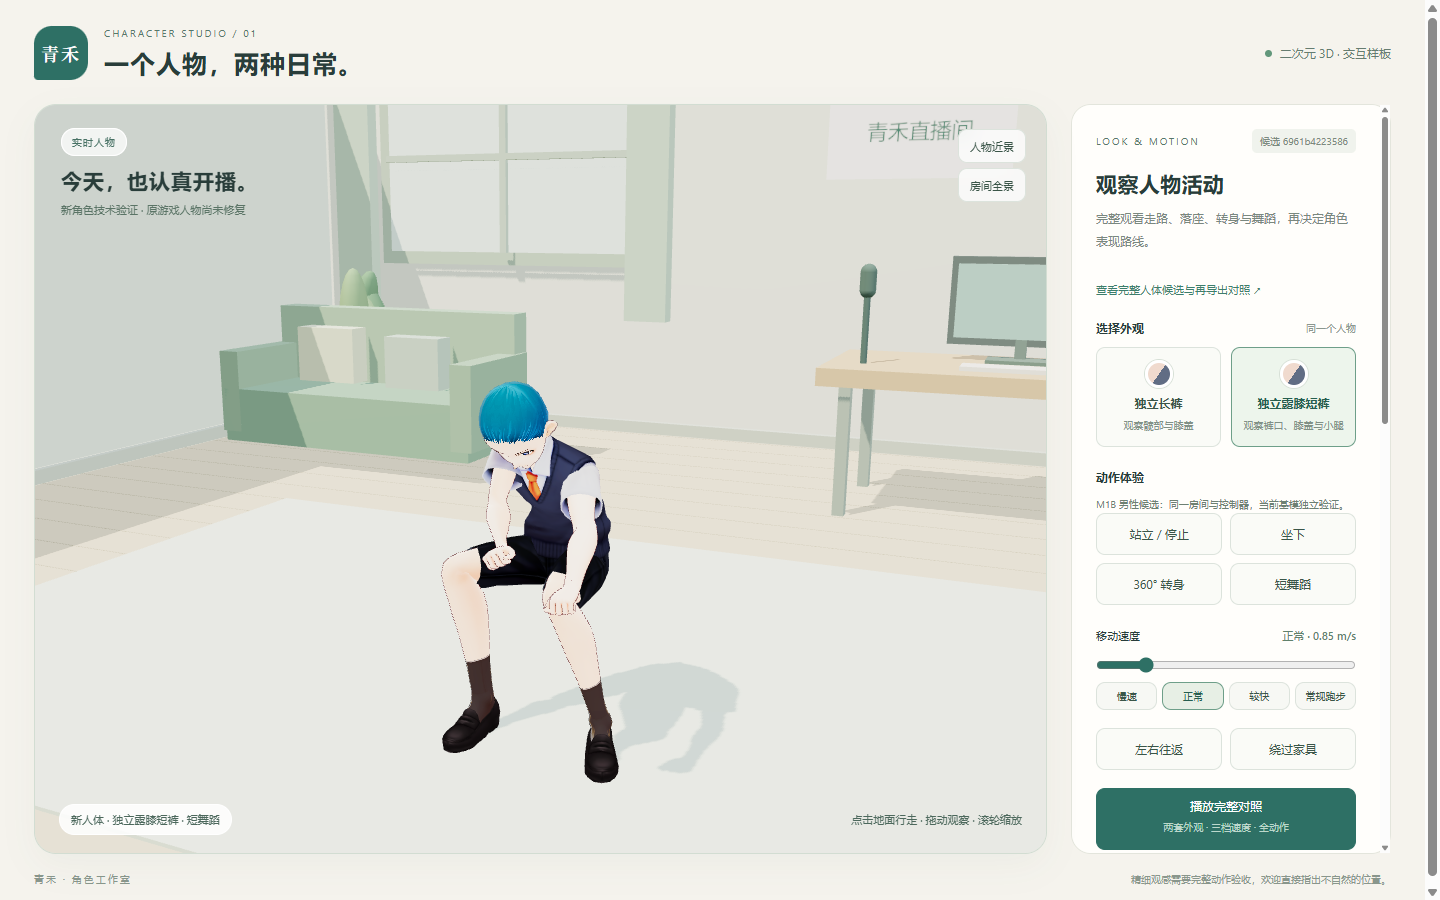 青禾
CHARACTER STUDIO / 01
一个人物，两种日常。
二次元 3D · 交互样板
实时人物
今天，也认真开播。
新角色技术验证 · 原游戏人物尚未修复
青禾直播间
人物近景
房间全景
新人体 · 独立露膝短裤 · 短舞蹈
点击地面行走 · 拖动观察 · 滚轮缩放
LOOK & MOTION
候选 6961b4223586
观察人物活动
完整观看走路、落座、转身与舞蹈，再决定角色
表现路线。
查看完整人体候选与再导出对照 ↗
选择外观
同一个人物
独立长裤
观察髋部与膝盖
独立露膝短裤
观察裤口、膝盖与小腿
动作体验
M18 男性候选：同一房间与控制器，当前基模独立验证。
站立 / 停止
坐下
360° 转身
短舞蹈
移动速度
正常 · 0.85 m/s
慢速
正常
较快
常规跑步
左右往返
绕过家具
播放完整对照
两套外观 · 三档速度 · 全动作
青禾 · 角色工作室
精细观感需要完整动作验收，欢迎直接指出不自然的位置。